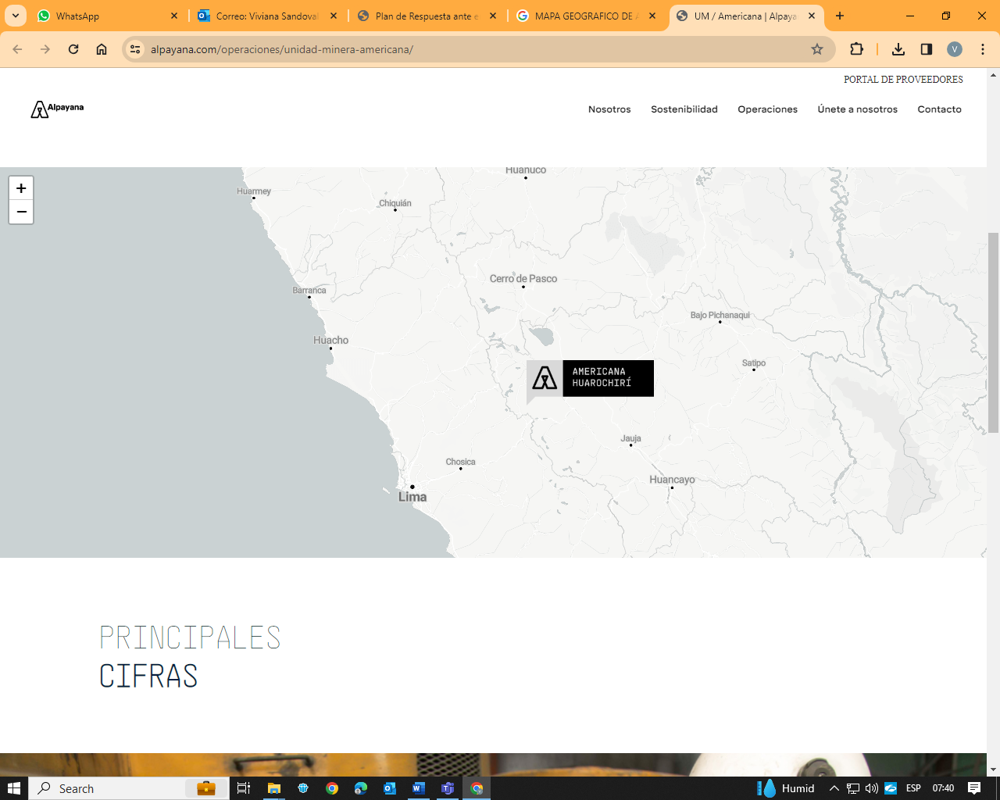 WhatsApp
Correo: Viviana Sandoval
Plan de Respuesta ante e
MAPA GEOGRAFICO DE A
UM / Americana | Alpaya
alpayana.com/operaciones/unidad-minera-americana/
V
PORTAL DE PROVEEDORES
Alpayana
Nosotros
Sostenibilidad
Operaciones
Únete a nosotros
Contacto
+
−
Huanuco
Huarmey
Chiquián
Cerro de Pasco
Barranca
Bajo Pichanaqui
Huacho
Satipo
AMERICANA
HUAROCHIRÍ
Jauja
Chosica
Huancayo
Lima
PRINCIPALES
CIFRAS
Search
Humid
ESP
07:40